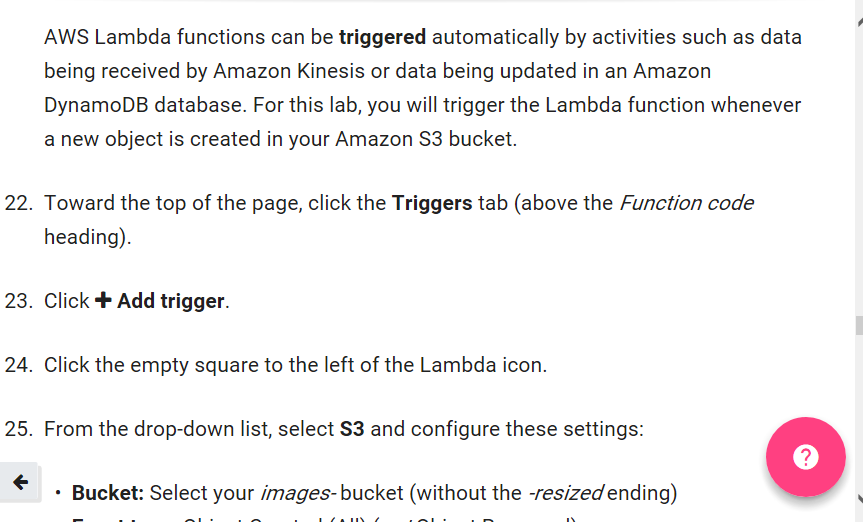 AWS Lambda functions can be triggered automatically by activities such as data
being received by Amazon Kinesis or data being updated in an Amazon
DynamoDB database. For this lab, you will trigger the Lambda function whenever
a new object is created in your Amazon S3 bucket.
22. Toward the top of the page, click the Triggers tab (above the Function code
heading).
23. Click + Add trigger.
24. Click the empty square to the left of the Lambda icon.
25. From the drop-down list, select S3 and configure these settings:
• Bucket: Select your images- bucket (without the -resized ending)